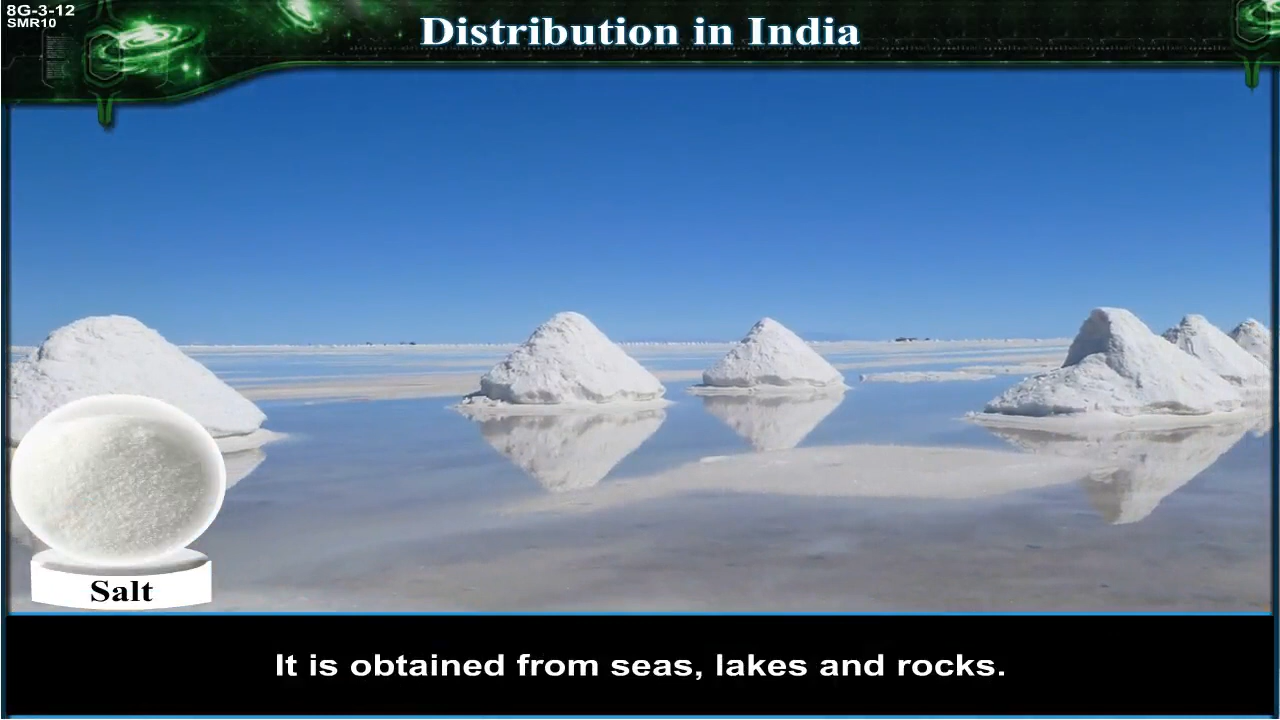 8G-3-12
SMR10
Distribution in India
Salt
It is obtained from seas, lakes and rocks.